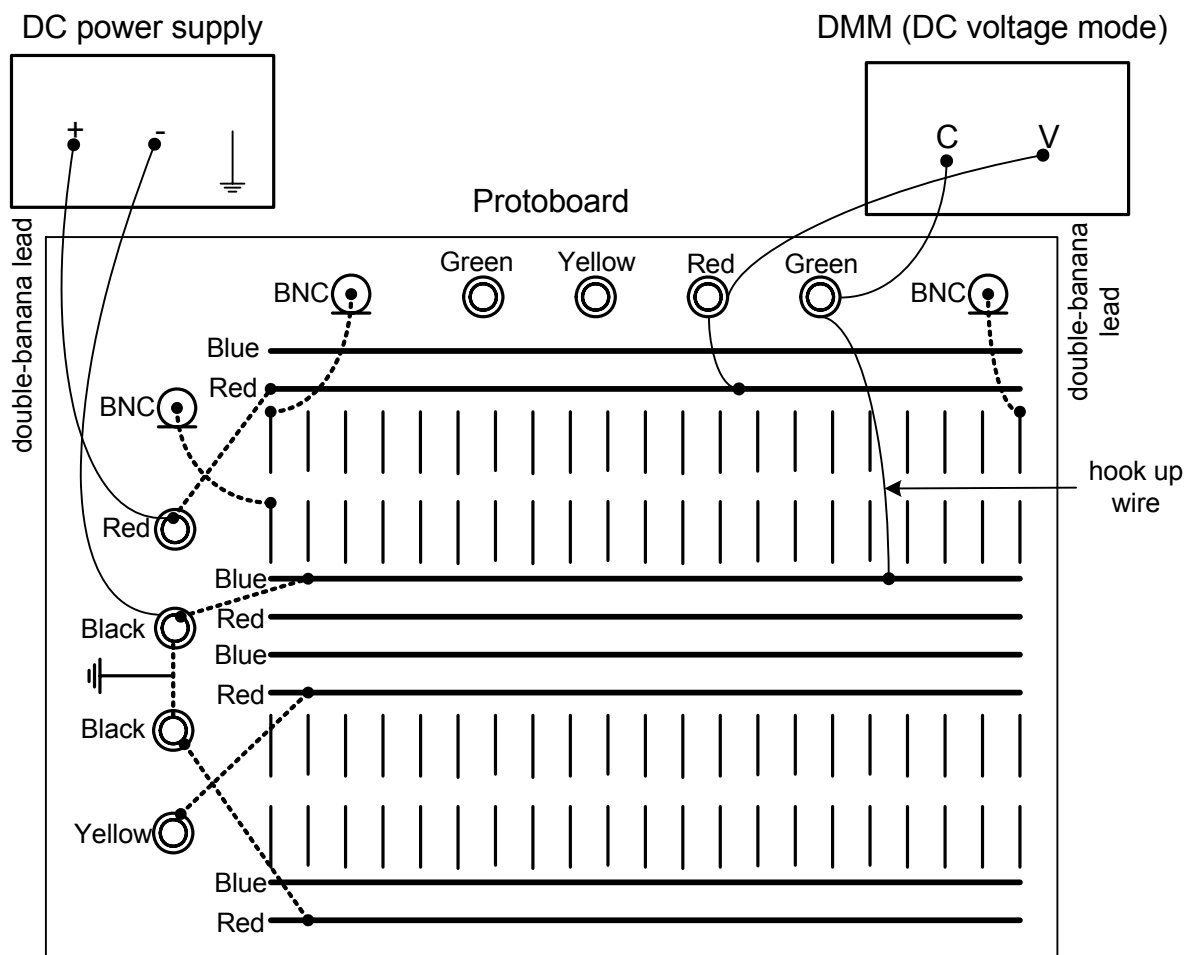 DC power supply
DMM (DC voltage mode)
+
-
C
V
Protoboard
double-banana lead
double-banana
lead
Green
Yellow
Red
Green
BNC
BNC
Blue
Red
BNC
hook up
wire
Red
Blue
Red
Black
Blue
Red
Black
Yellow
Blue
Red